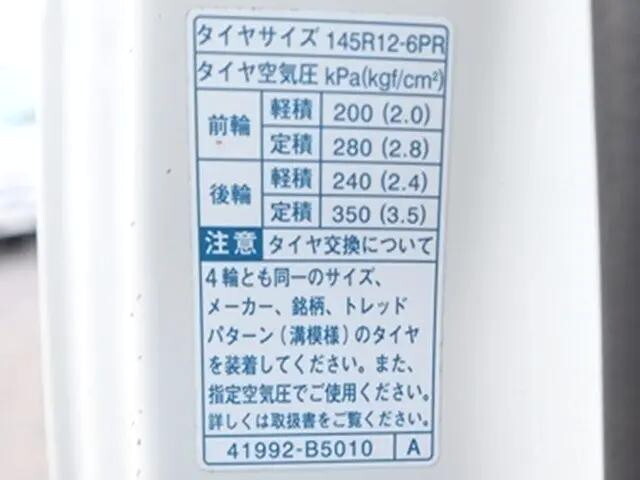 タイヤサイズ 145R12-6PR
タイヤ空気圧 kPa(kgf/cm²)
前輪 軽積 200 (2.0)
定積 280 (2.8)
後輪 軽積 240 (2.4)
定積 350 (3.5)
注意 タイヤ交換について
4輪とも同一のサイズ、
メーカー、銘柄、トレッド
パターン(溝模様)のタイヤ
を装着してください。また、
指定空気圧でご使用ください。
詳しくは取扱書をご覧ください。
41992-B5010 A